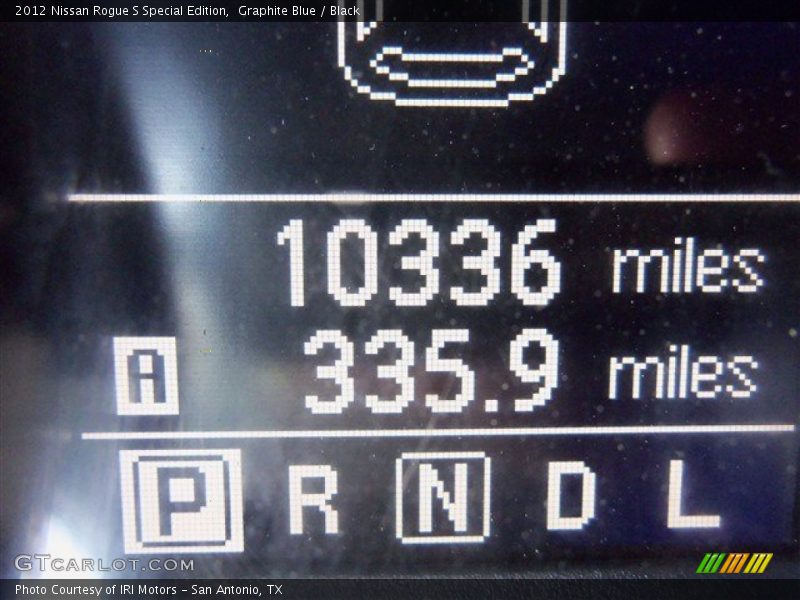 2012 Nissan Rogue S Special Edition,  Graphite Blue / Black
10336 miles
A 335.9 miles
P R N D L
GTCARLOT.COM
Photo Courtesy of IRI Motors - San Antonio, TX